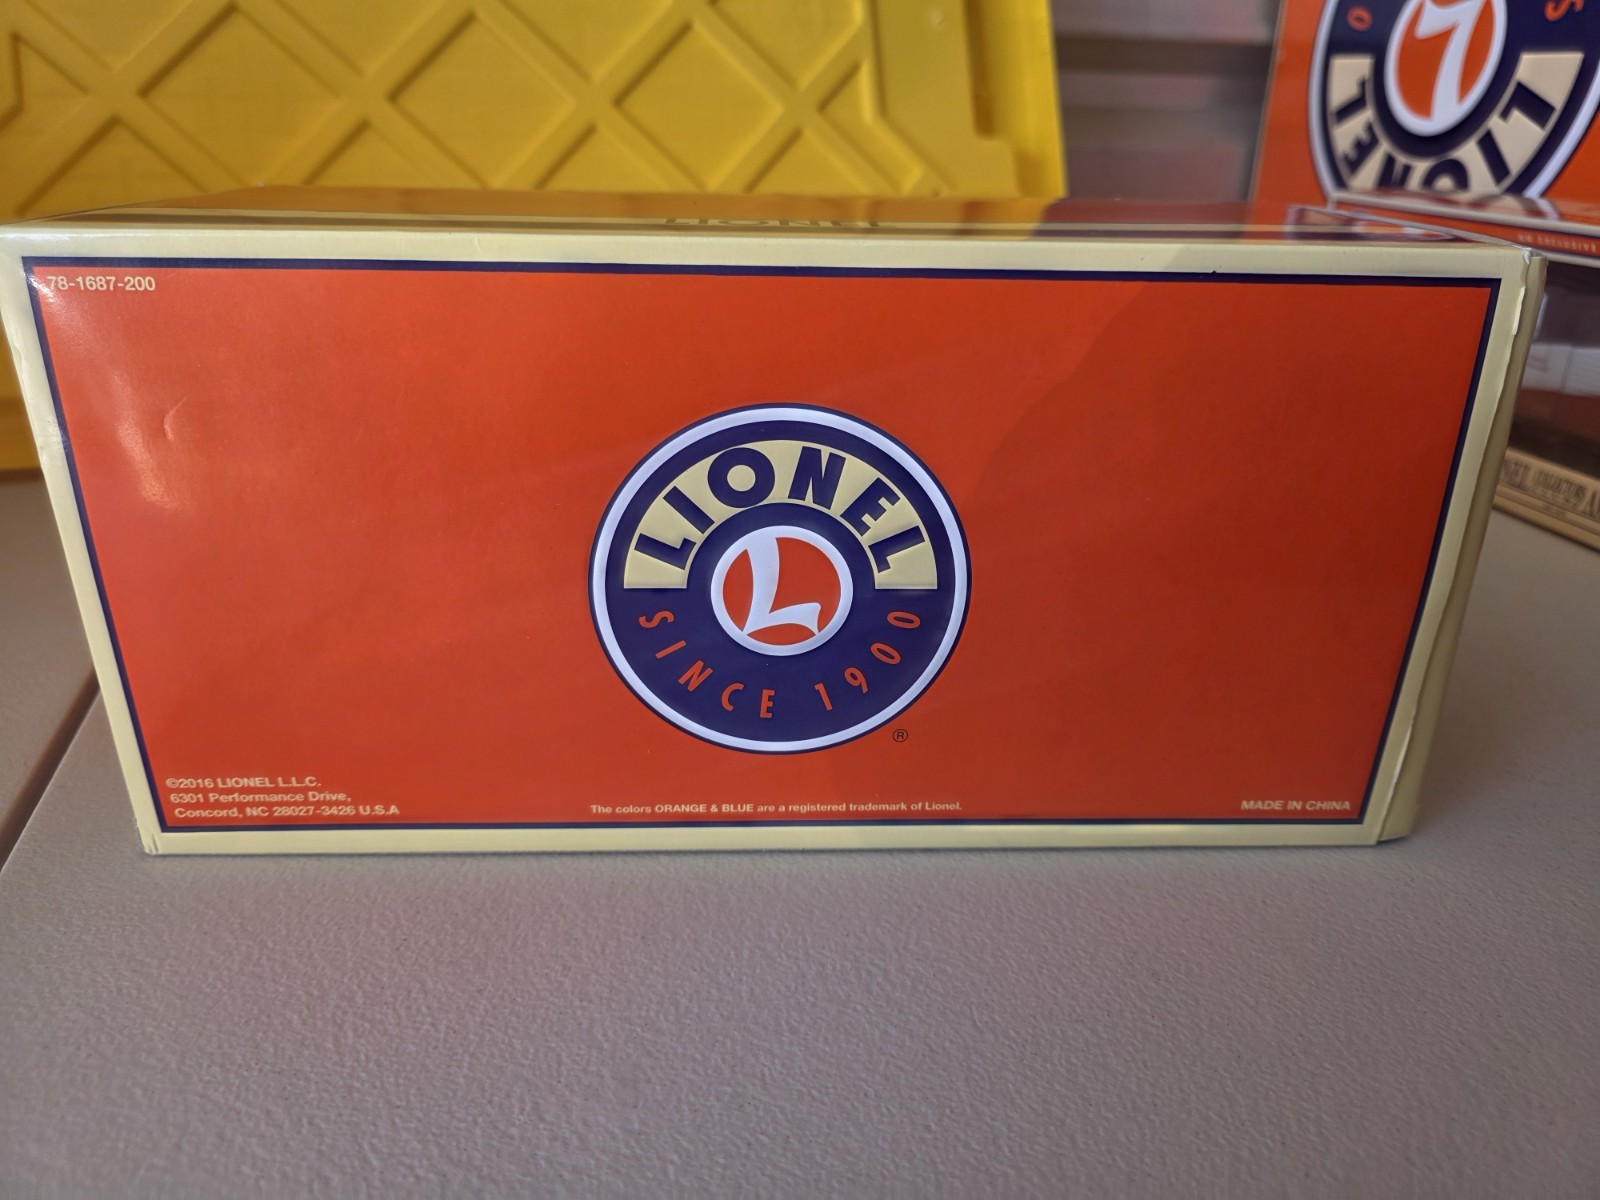 LIONEL
78-1687-200
LIONEL
L
SINCE 1900
®
©2016 LIONEL L.L.C.
6301 Performance Drive,
Concord, NC 28027-3426 U.S.A
The colors ORANGE & BLUE are a registered trademark of Lionel.
MADE IN CHINA
L
LIONEL